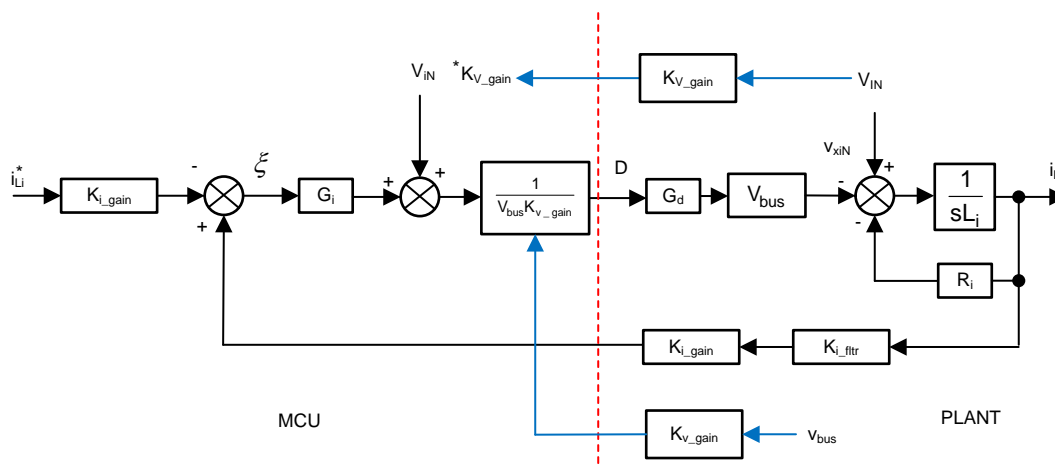 V_iN *K_V_gain
K_V_gain
V_IN
i*_Li
K_i_gain
-
+
ξ
G_i
+
+
1
V_bus K_v_gain
D
G_d
V_bus
v_xiN
+
-
-
1
sL_i
R_i
K_i_gain
K_i_fltr
MCU
K_v_gain
v_bus
PLANT